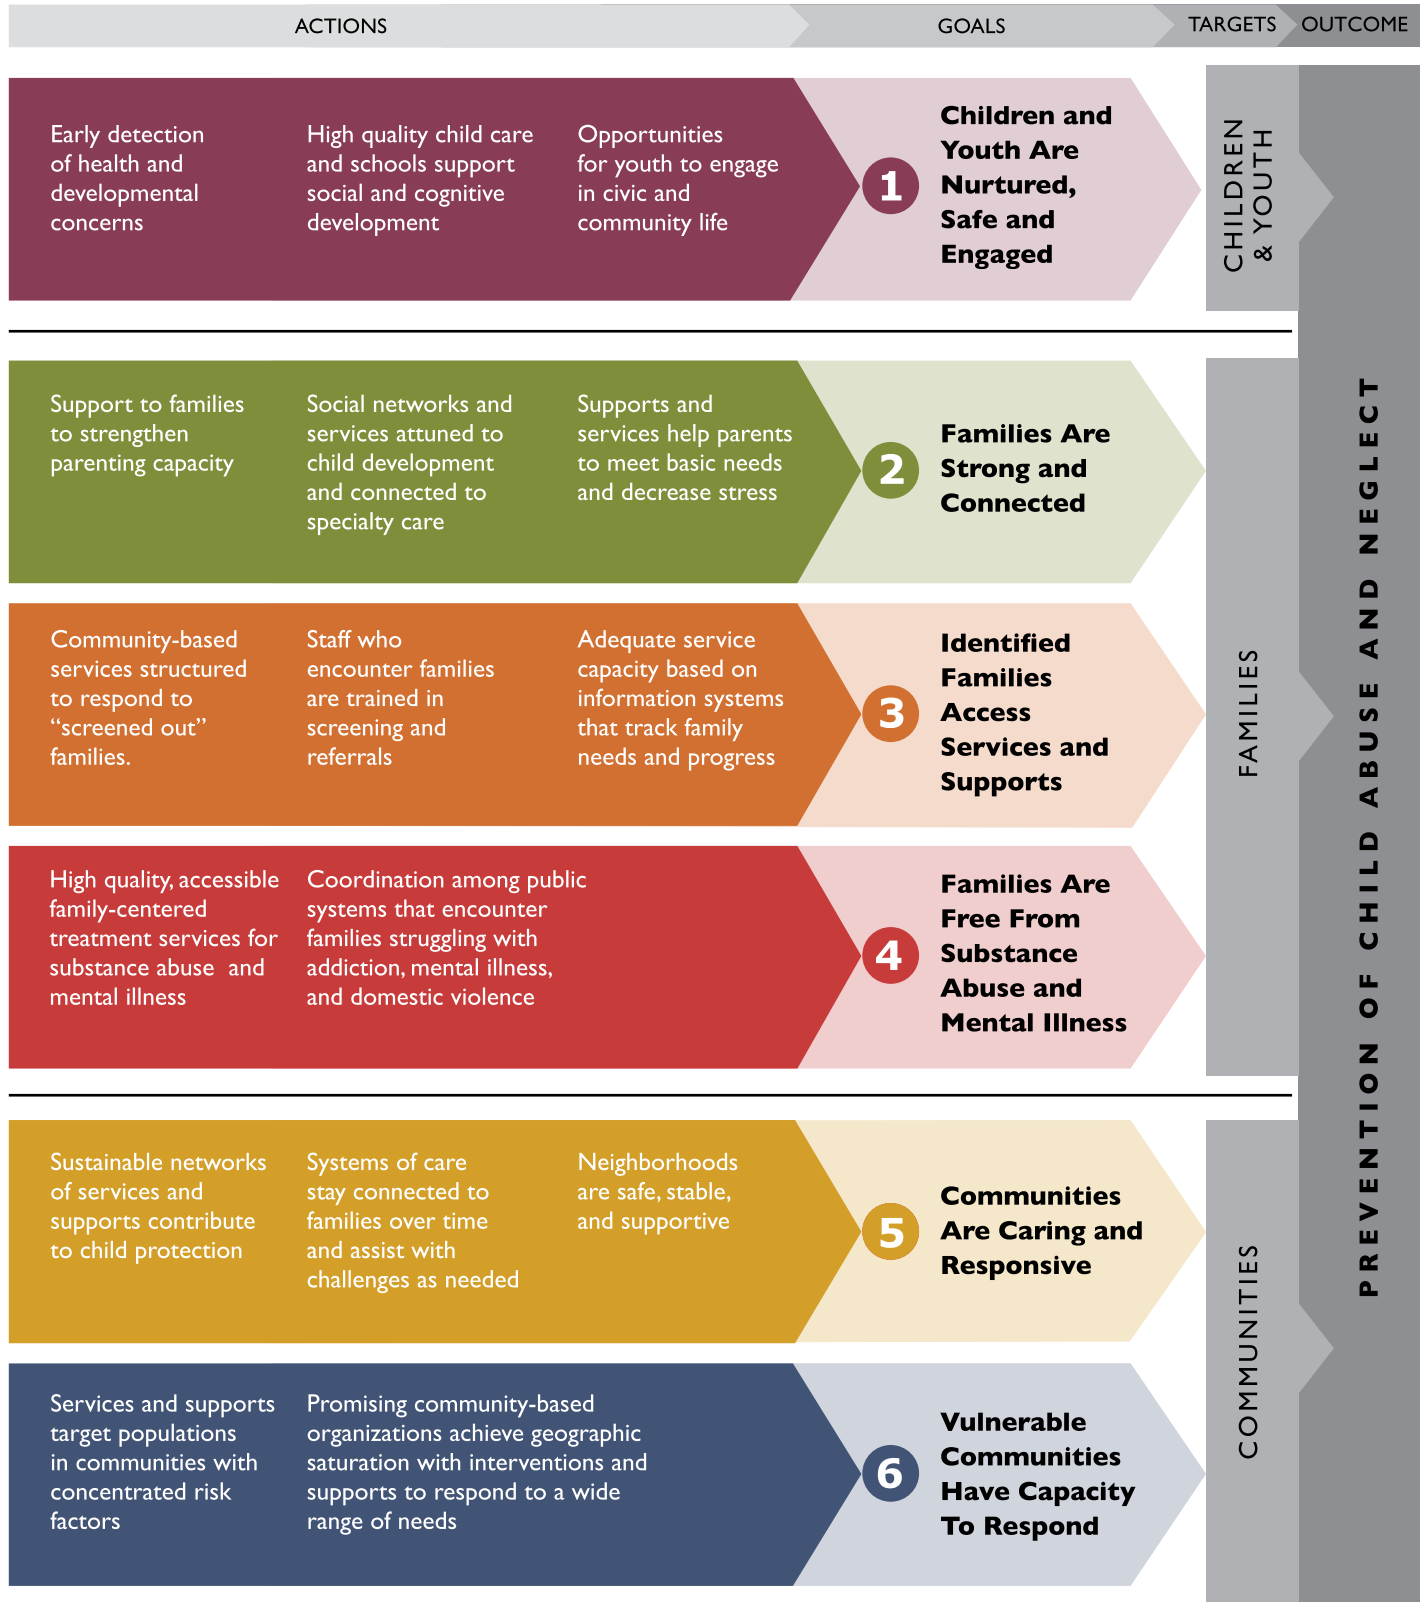 ACTIONS
GOALS
TARGETS
OUTCOME
Early detection
of health and
developmental
concerns
High quality child care
and schools support
social and cognitive
development
Opportunities
for youth to engage
in civic and
community life
1
Children and
Youth Are
Nurtured,
Safe and
Engaged
CHILDREN
& YOUTH
Support to families
to strengthen
parenting capacity
Social networks and
services attuned to
child development
and connected to
specialty care
Supports and
services help parents
to meet basic needs
and decrease stress
2
Families Are
Strong and
Connected
Community-based
services structured
to respond to
“screened out”
families.
Staff who
encounter families
are trained in
screening and
referrals
Adequate service
capacity based on
information systems
that track family
needs and progress
3
Identified
Families
Access
Services and
Supports
High quality, accessible
family-centered
treatment services for
substance abuse  and
mental illness
Coordination among public
systems that encounter
families struggling with
addiction, mental illness,
and domestic violence
4
Families Are
Free From
Substance
Abuse and
Mental Illness
FAMILIES
Sustainable networks
of services and
supports contribute
to child protection
Systems of care
stay connected to
families over time
and assist with
challenges as needed
Neighborhoods
are safe, stable,
and supportive
5
Communities
Are Caring and
Responsive
Services and supports
target populations
in communities with
concentrated risk
factors
Promising community-based
organizations achieve geographic
saturation with interventions and
supports to respond to a wide
range of needs
6
Vulnerable
Communities
Have Capacity
To Respond
COMMUNITIES
PREVENTION OF CHILD ABUSE AND NEGLECT